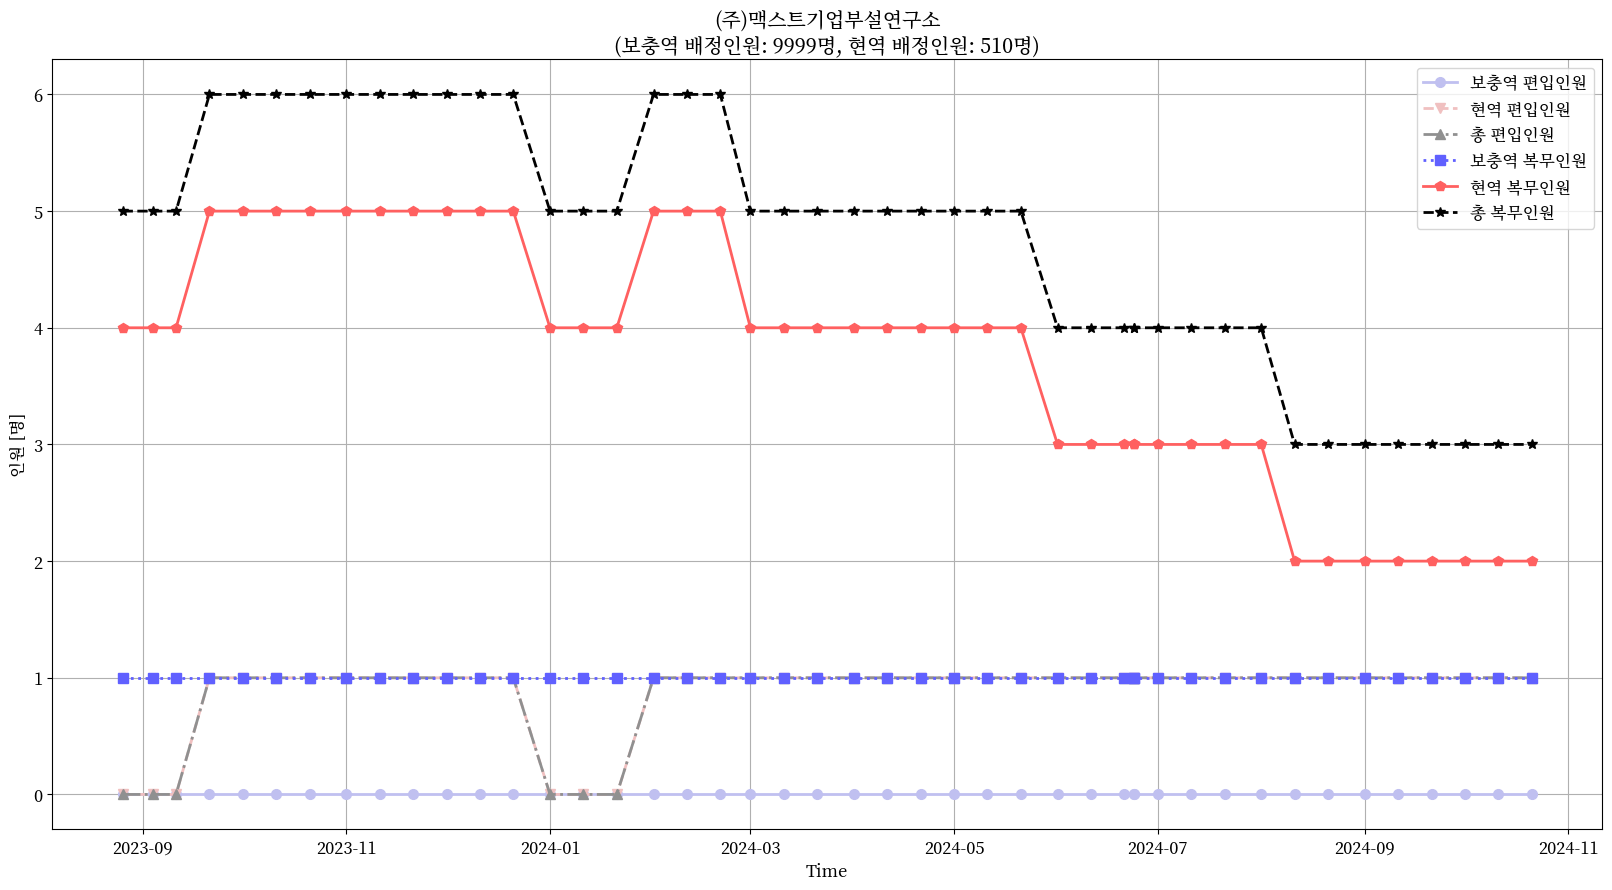 (주)맥스트기업부설연구소
(보충역 배정인원: 9999명, 현역 배정인원: 510명)
보충역 편입인원
현역 편입인원
총 편입인원
보충역 복무인원
현역 복무인원
총 복무인원
인원 [명]
6
5
4
3
2
1
0
2023-09
2023-11
2024-01
2024-03
2024-05
2024-07
2024-09
2024-11
Time